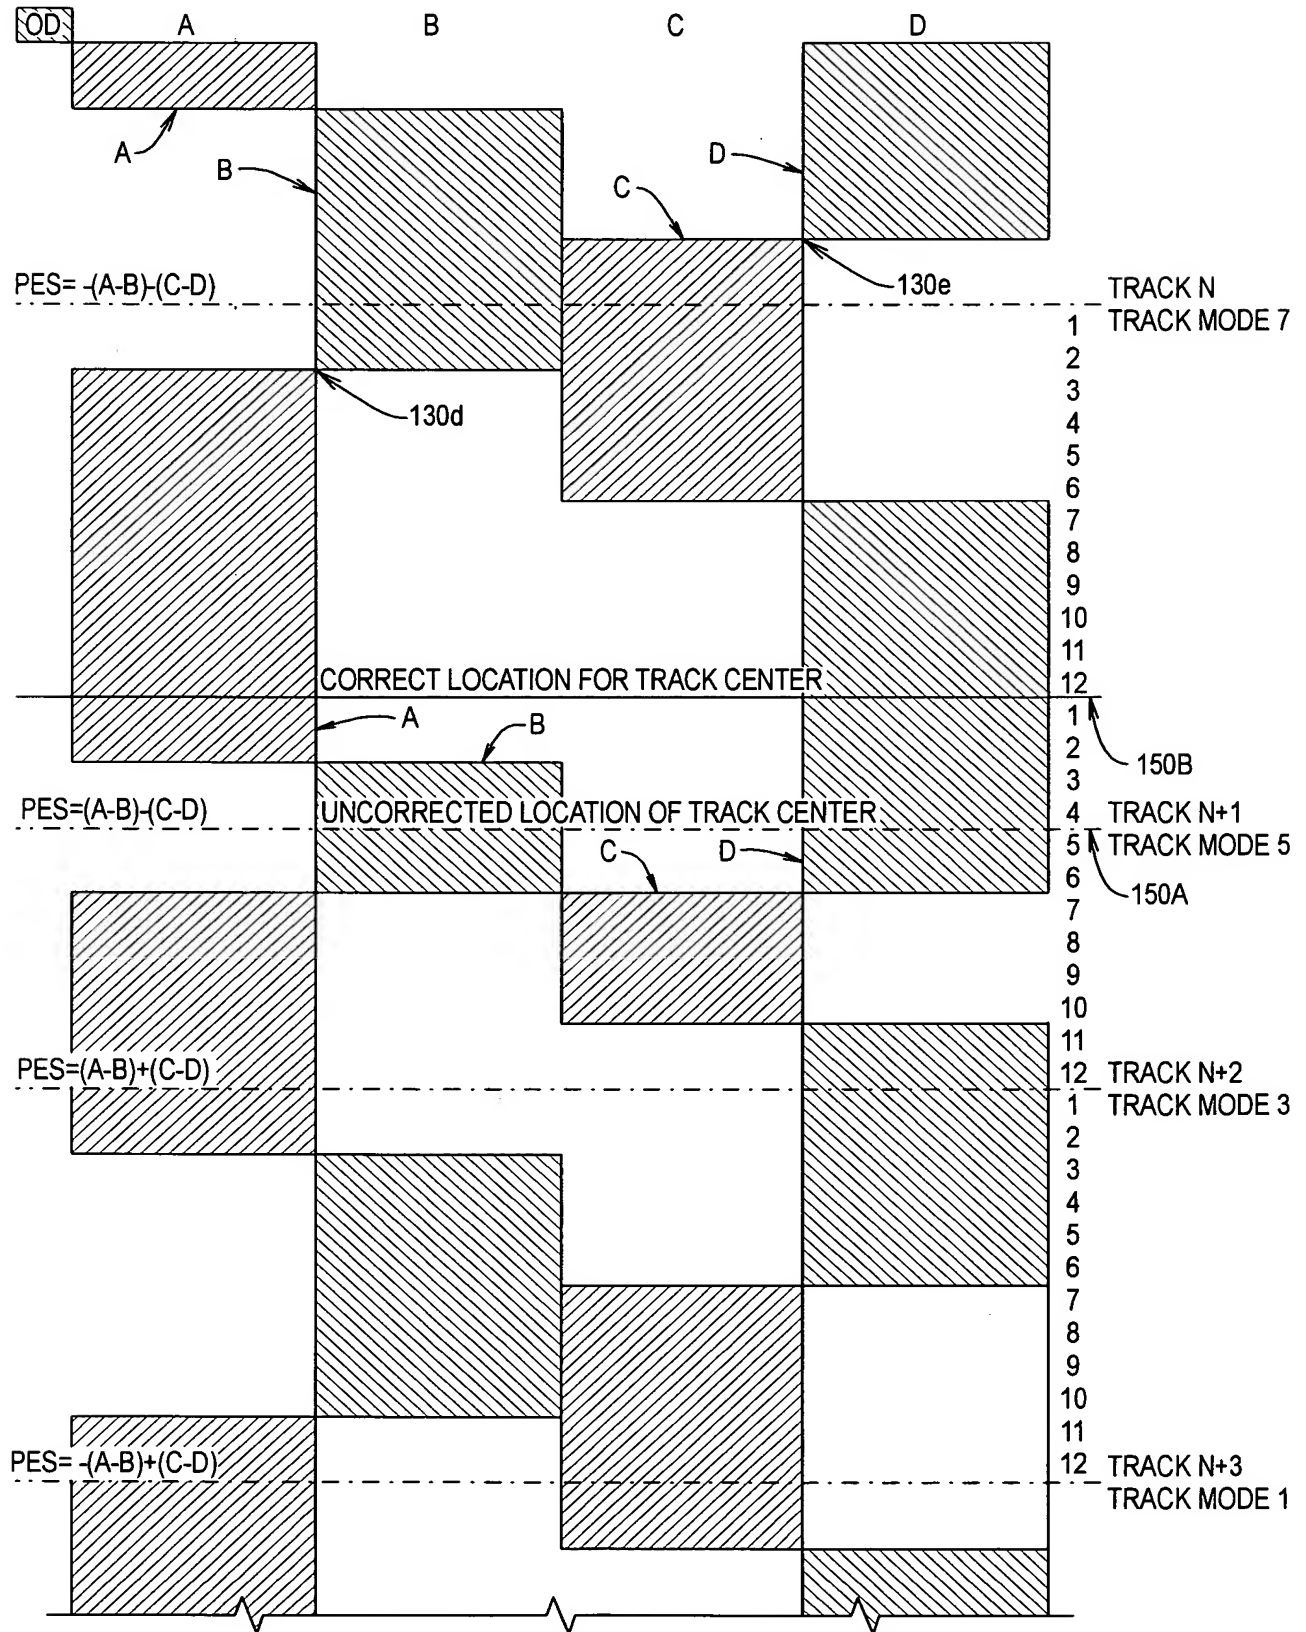 OD A B C D
A
B
D
C
PES= -(A-B)-(C-D)
130e
TRACK N
TRACK MODE 7
1
2
3
130d
4
5
6
7
8
9
10
11
CORRECT LOCATION FOR TRACK CENTER
12
A
1
B
2
150B
3
PES=(A-B)-(C-D)
UNCORRECTED LOCATION OF TRACK CENTER
4
TRACK N+1
C
D
5
TRACK MODE 5
6
150A
7
8
9
10
11
PES=(A-B)+(C-D)
12
TRACK N+2
1
TRACK MODE 3
2
3
4
5
6
7
8
9
10
11
PES= -(A-B)+(C-D)
12
TRACK N+3
TRACK MODE 1